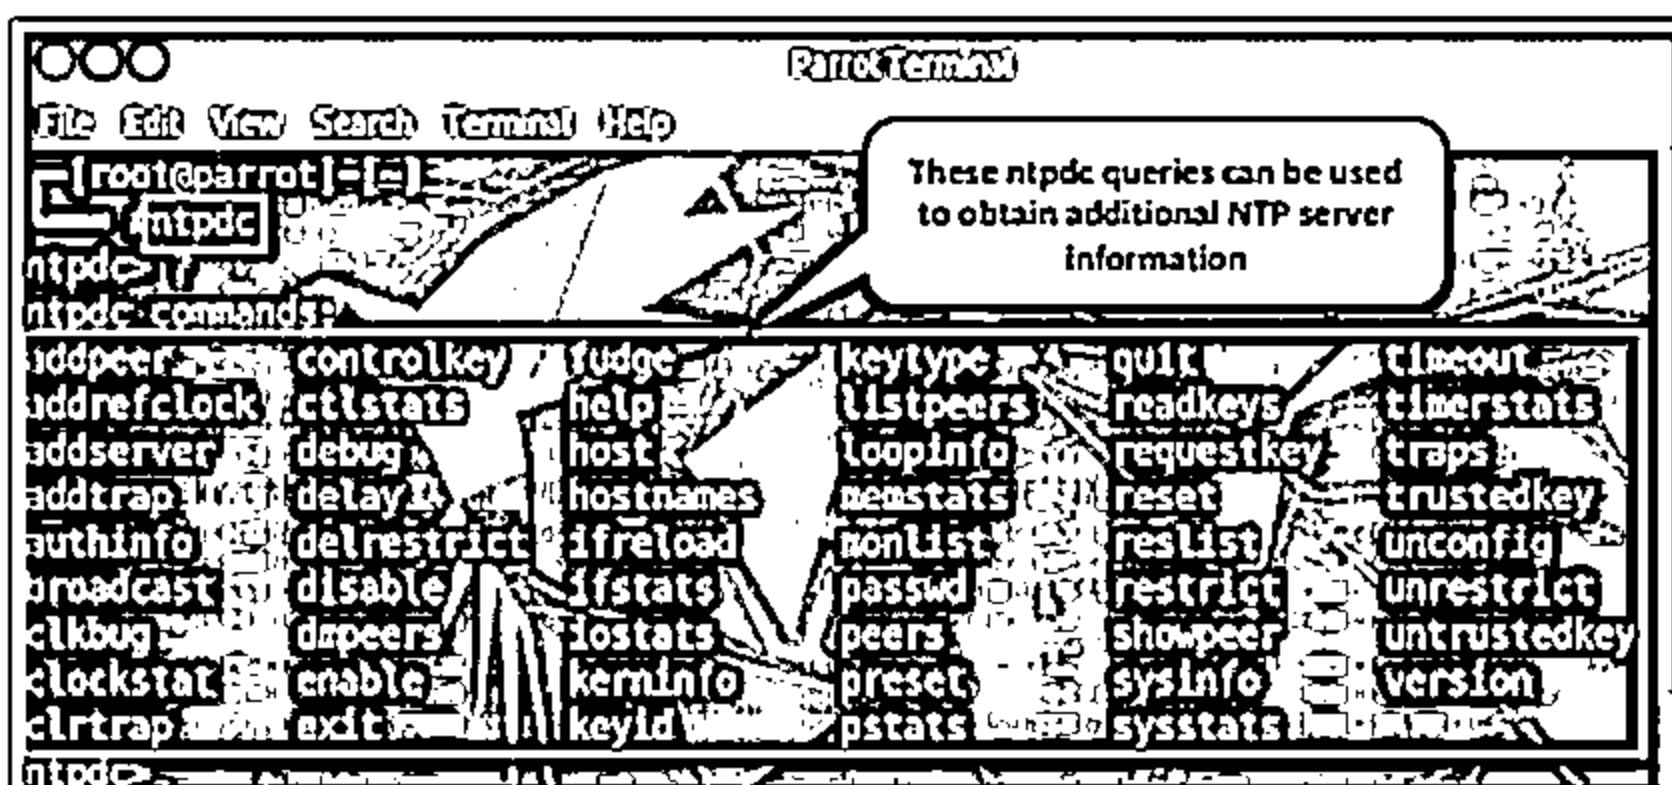 Parrot Terminal
File Edit View Search Terminal Help
[root@parrot]-[~]
#ntpdc
ntpdc> ?
ntpdc commands:
These ntpdc queries can be used
to obtain additional NTP server
information
addpeer controlkey fudge keytype quit timeout
addrefclock ctlstats help listpeers readkeys timerstats
addserver debug host loopinfo requestkey traps
addtrap delay hostnames memstats reset trustedkey
authinfo delrestrict ifreload monlist reslist unconfig
broadcast disable ifstats passwd restrict unrestrict
clkbug dmpeers iostats peers showpeer untrustedkey
clockstat enable kerninfo preset sysinfo version
clrtrap exit keyid pstats sysstats
ntpdc>